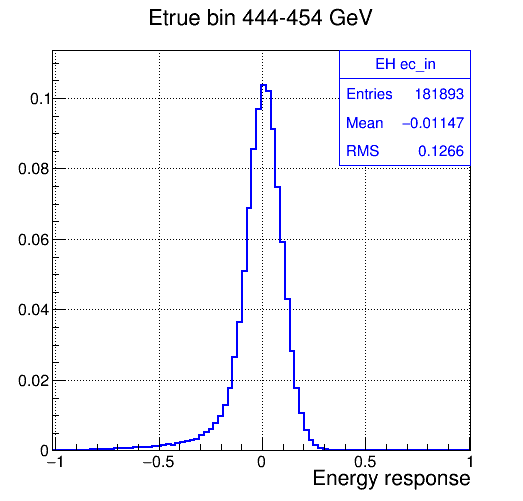 Etrue bin 444-454 GeV
EH ec_in
Entries 181893
Mean −0.01147
RMS 0.1266
0.1
0.08
0.06
0.04
0.02
0
−1 −0.5 0 0.5 1
Energy response